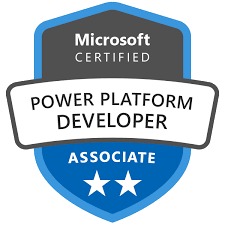 Microsoft
CERTIFIED
POWER PLATFORM
DEVELOPER
ASSOCIATE